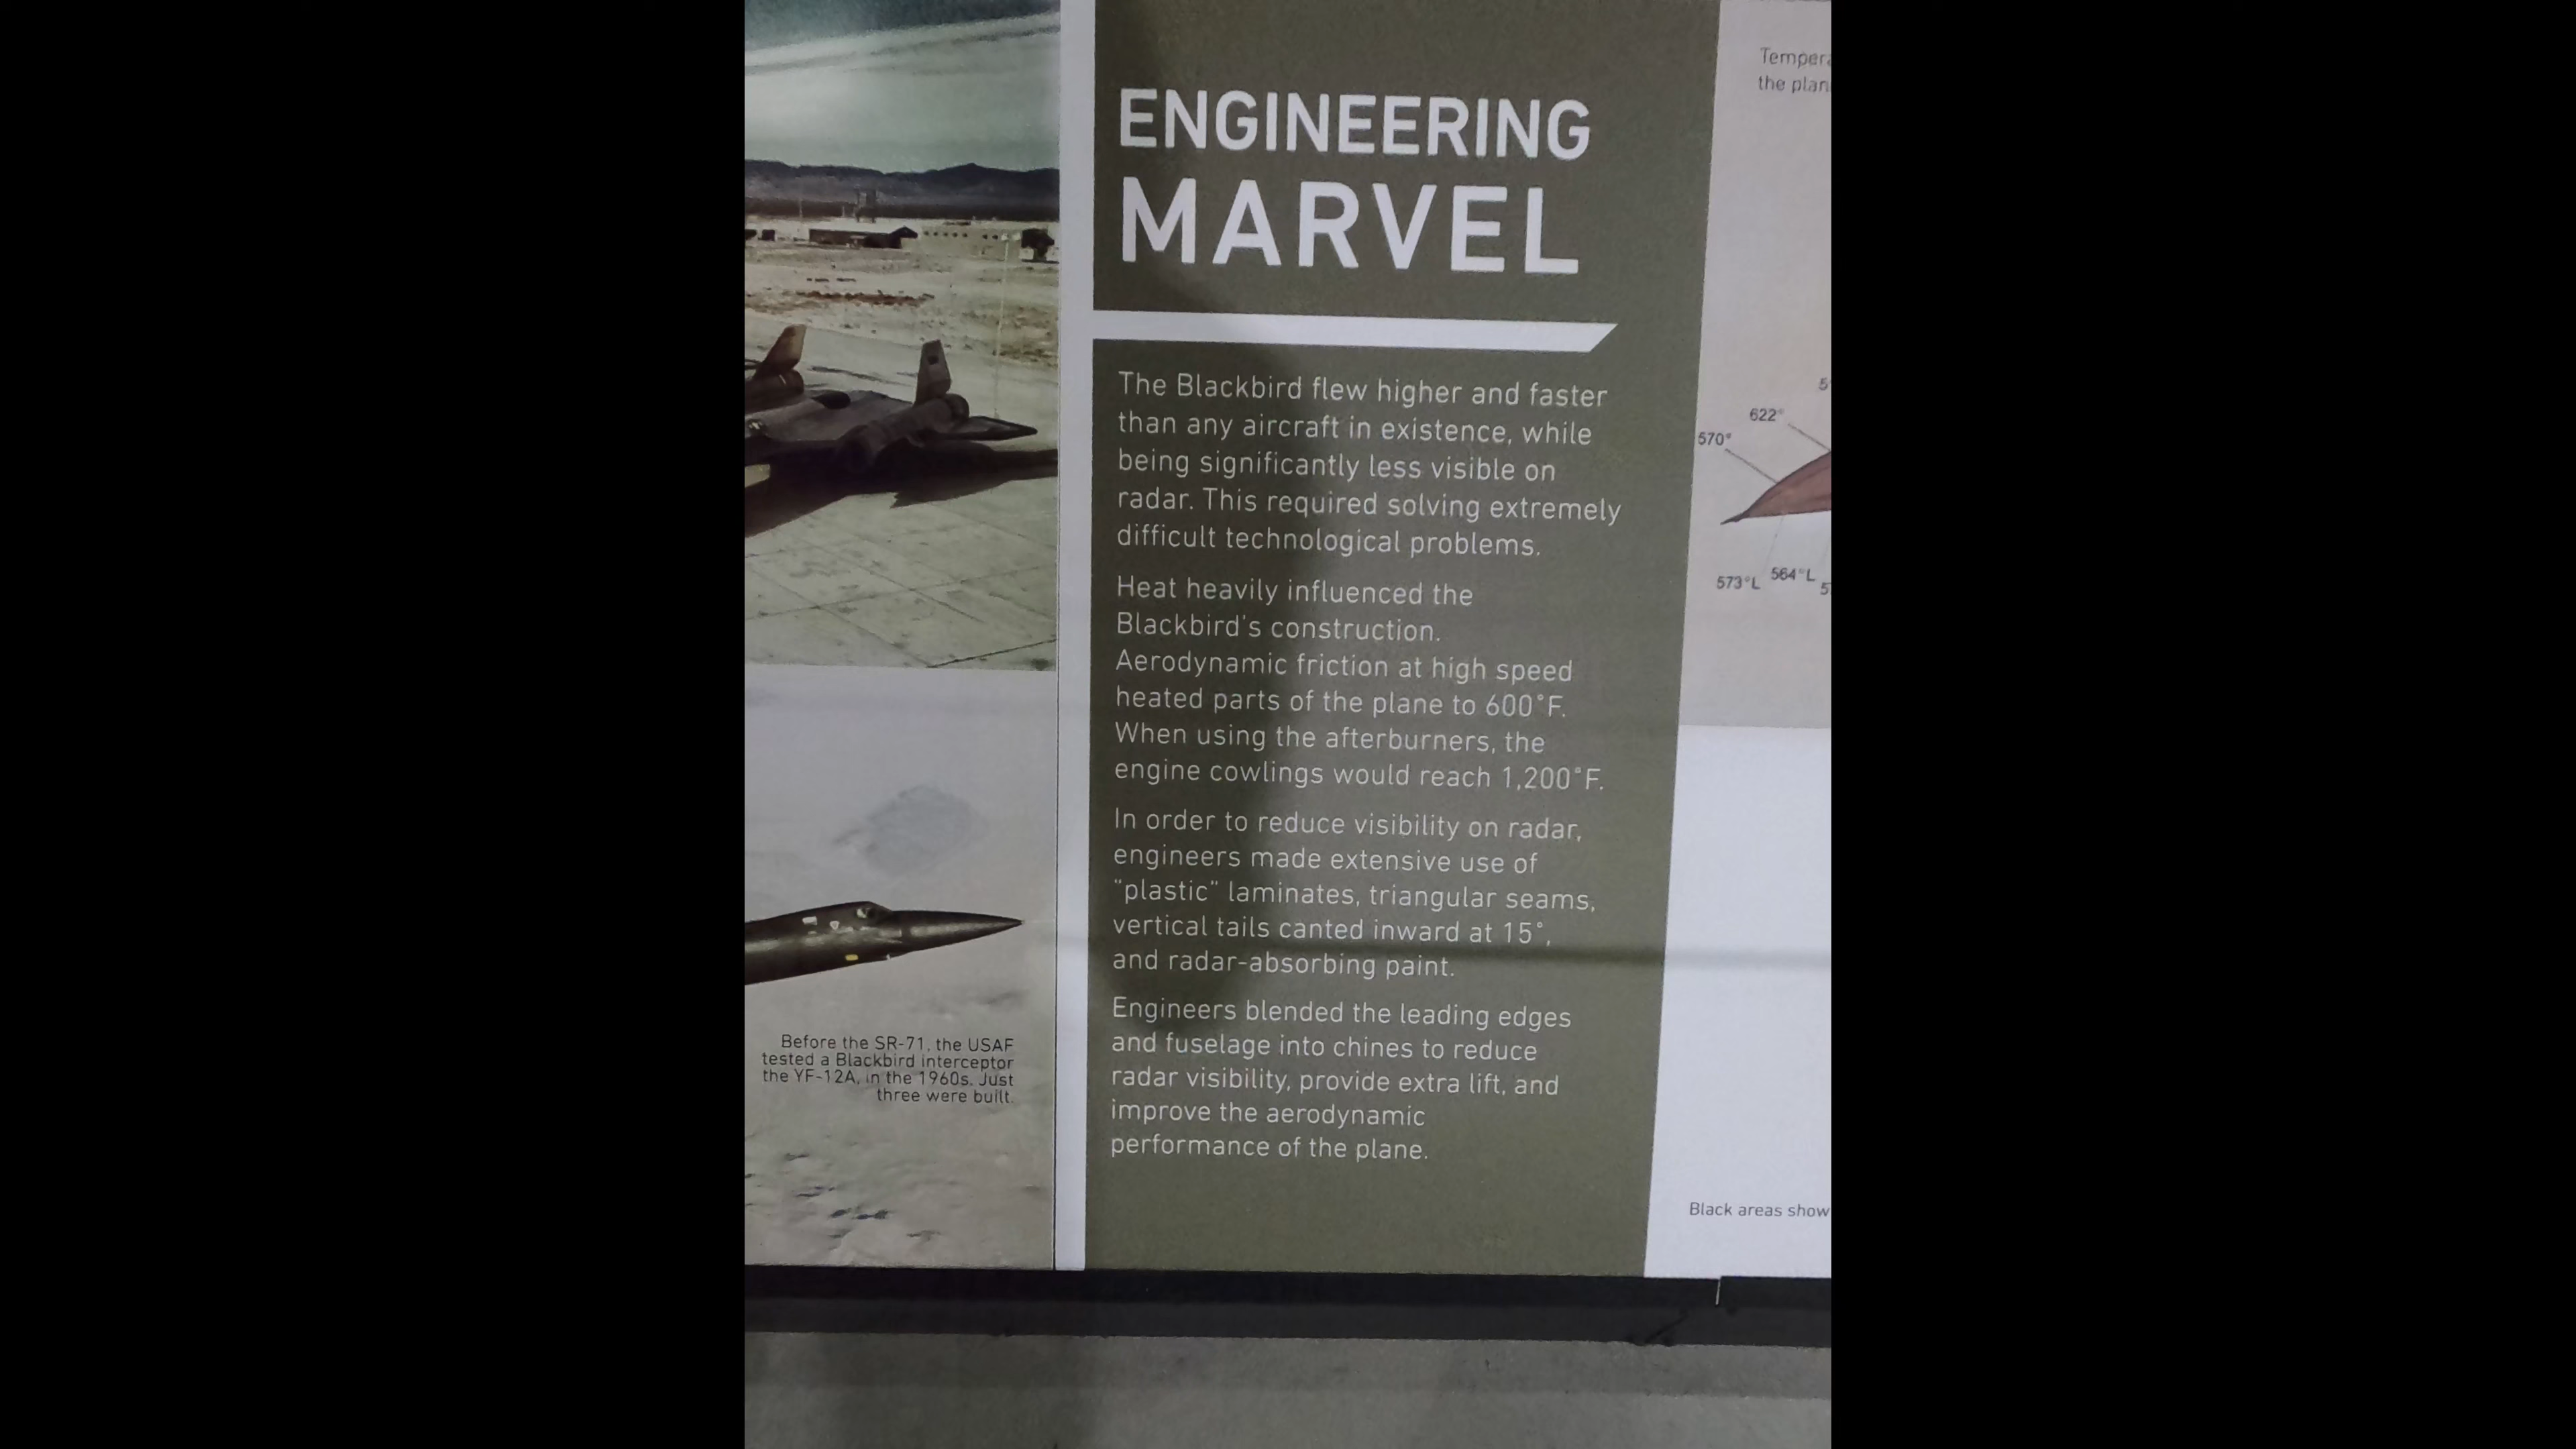 ENGINEERING
MARVEL
The Blackbird flew higher and faster
than any aircraft in existence, while
being significantly less visible on
radar. This required solving extremely
difficult technological problems.
Heat heavily influenced the
Blackbird's construction.
Aerodynamic friction at high speed
heated parts of the plane to 600°F.
When using the afterburners, the
engine cowlings would reach 1,200°F.
In order to reduce visibility on radar,
engineers made extensive use of
"plastic" laminates, triangular seams,
vertical tails canted inward at 15°,
and radar-absorbing paint.
Engineers blended the leading edges
and fuselage into chines to reduce
radar visibility, provide extra lift, and
improve the aerodynamic
performance of the plane.
Before the SR-71, the USAF
tested a Blackbird interceptor
the YF-12A, in the 1960s. Just
three were built.
the
622°
570°
573°L 564°L
Black areas show